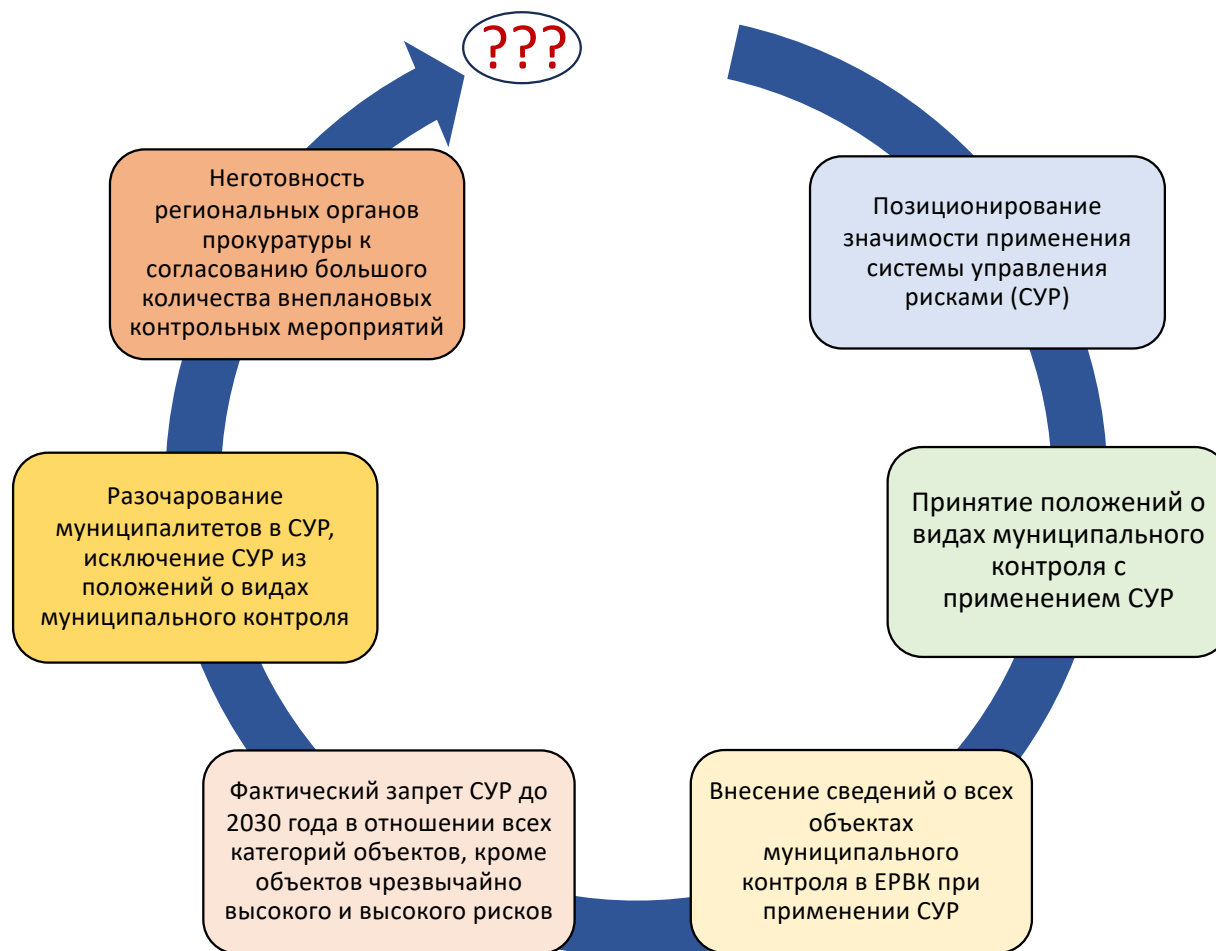 ???
Позиционирование
значимости применения
системы управления
рисками (СУР)
Принятие положений о
видах муниципального
контроля с
применением СУР
Внесение сведений о всех
объектах
муниципального
контроля в ЕРВК при
применении СУР
Фактический запрет СУР до
2030 года в отношении всех
категорий объектов, кроме
объектов чрезвычайно
высокого и высокого рисков
Разочарование
муниципалитетов в СУР,
исключение СУР из
положений о видах
муниципального контроля
Неготовность
региональных органов
прокуратуры к
согласованию большого
количества внеплановых
контрольных мероприятий